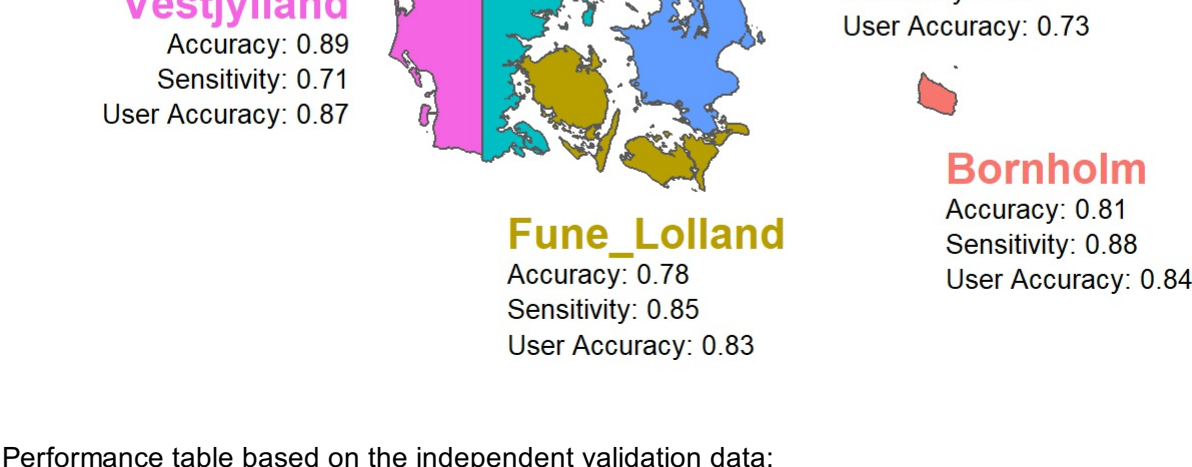 Vestjylland
Accuracy: 0.89
Sensitivity: 0.71
User Accuracy: 0.87
User Accuracy: 0.73
Bornholm
Accuracy: 0.81
Sensitivity: 0.88
User Accuracy: 0.84
Fune_Lolland
Accuracy: 0.78
Sensitivity: 0.85
User Accuracy: 0.83
Performance table based on the independent validation data: